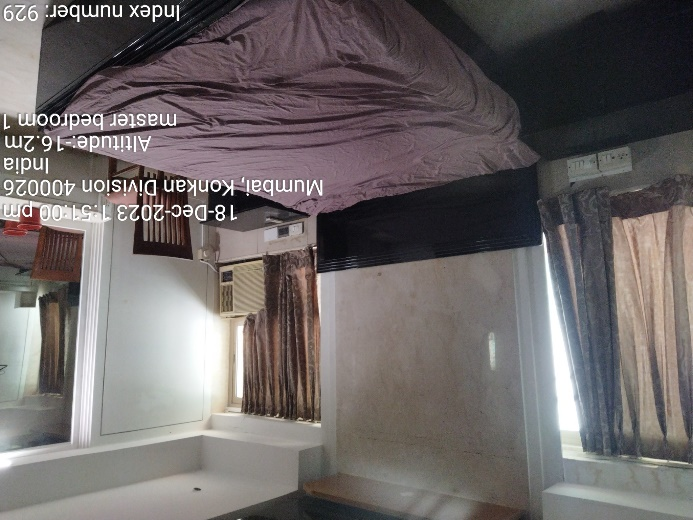 18-Dec-2023 1:51:00 pm
Mumbai, Konkan Division 400026
India
Altitude:-16.2m
master bedroom 1
Index number: 929